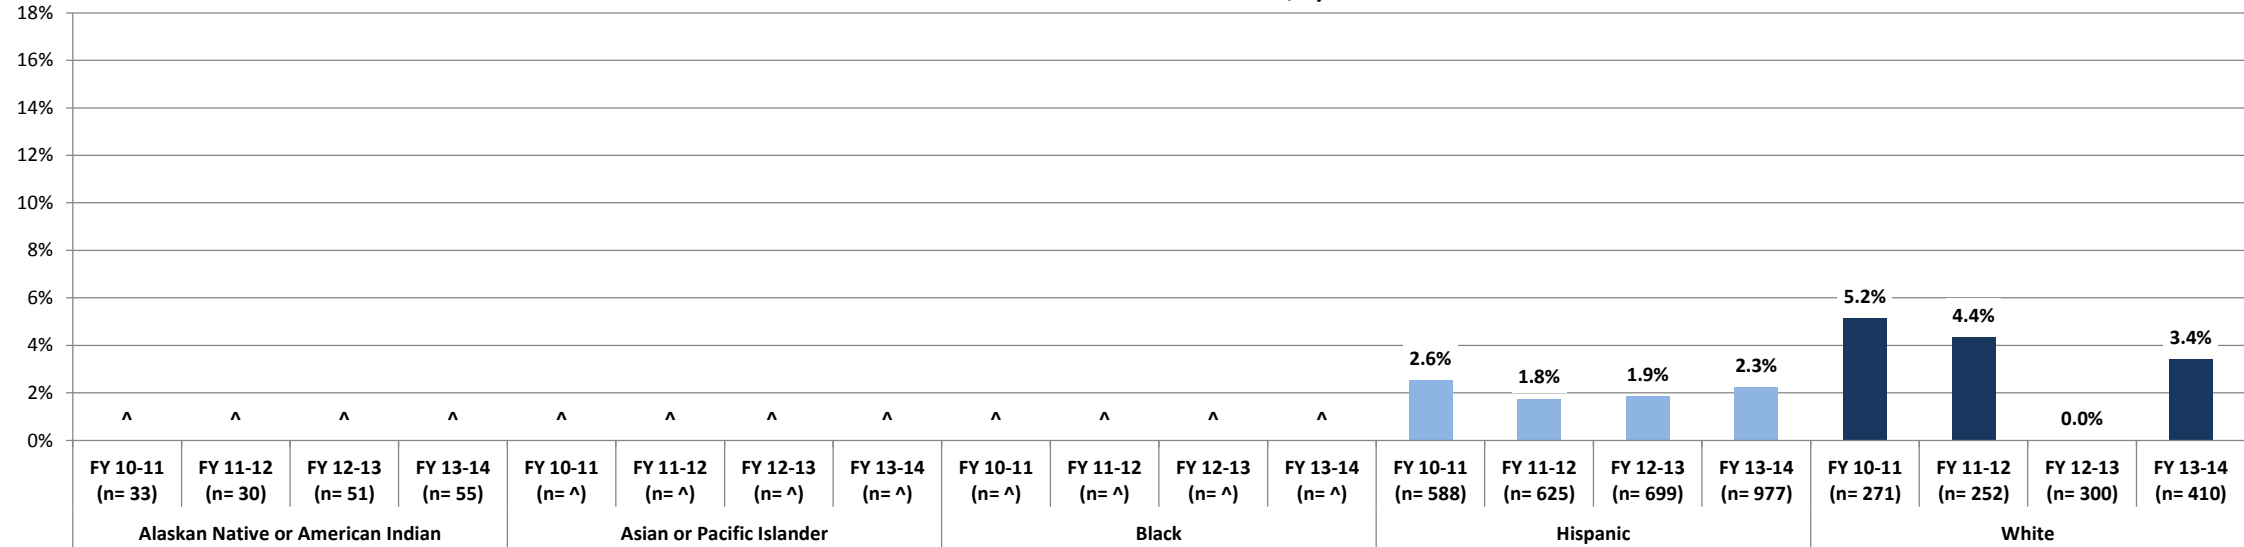 18%
16%
14%
12%
10%
8%
6%
4%
2%
0%
^ ^ ^ ^ ^ ^ ^ ^ ^ ^ ^ ^ 2.6% 1.8% 1.9% 2.3% 5.2% 4.4% 0.0% 3.4%
FY 10-11 FY 11-12 FY 12-13 FY 13-14 FY 10-11 FY 11-12 FY 12-13 FY 13-14 FY 10-11 FY 11-12 FY 12-13 FY 13-14 FY 10-11 FY 11-12 FY 12-13 FY 13-14 FY 10-11 FY 11-12 FY 12-13 FY 13-14
(n= 33) (n= 30) (n= 51) (n= 55) (n= ^) (n= ^) (n= ^) (n= ^) (n= ^) (n= ^) (n= ^) (n= ^) (n= 588) (n= 625) (n= 699) (n= 977) (n= 271) (n= 252) (n= 300) (n= 410)
Alaskan Native or American Indian Asian or Pacific Islander Black Hispanic White